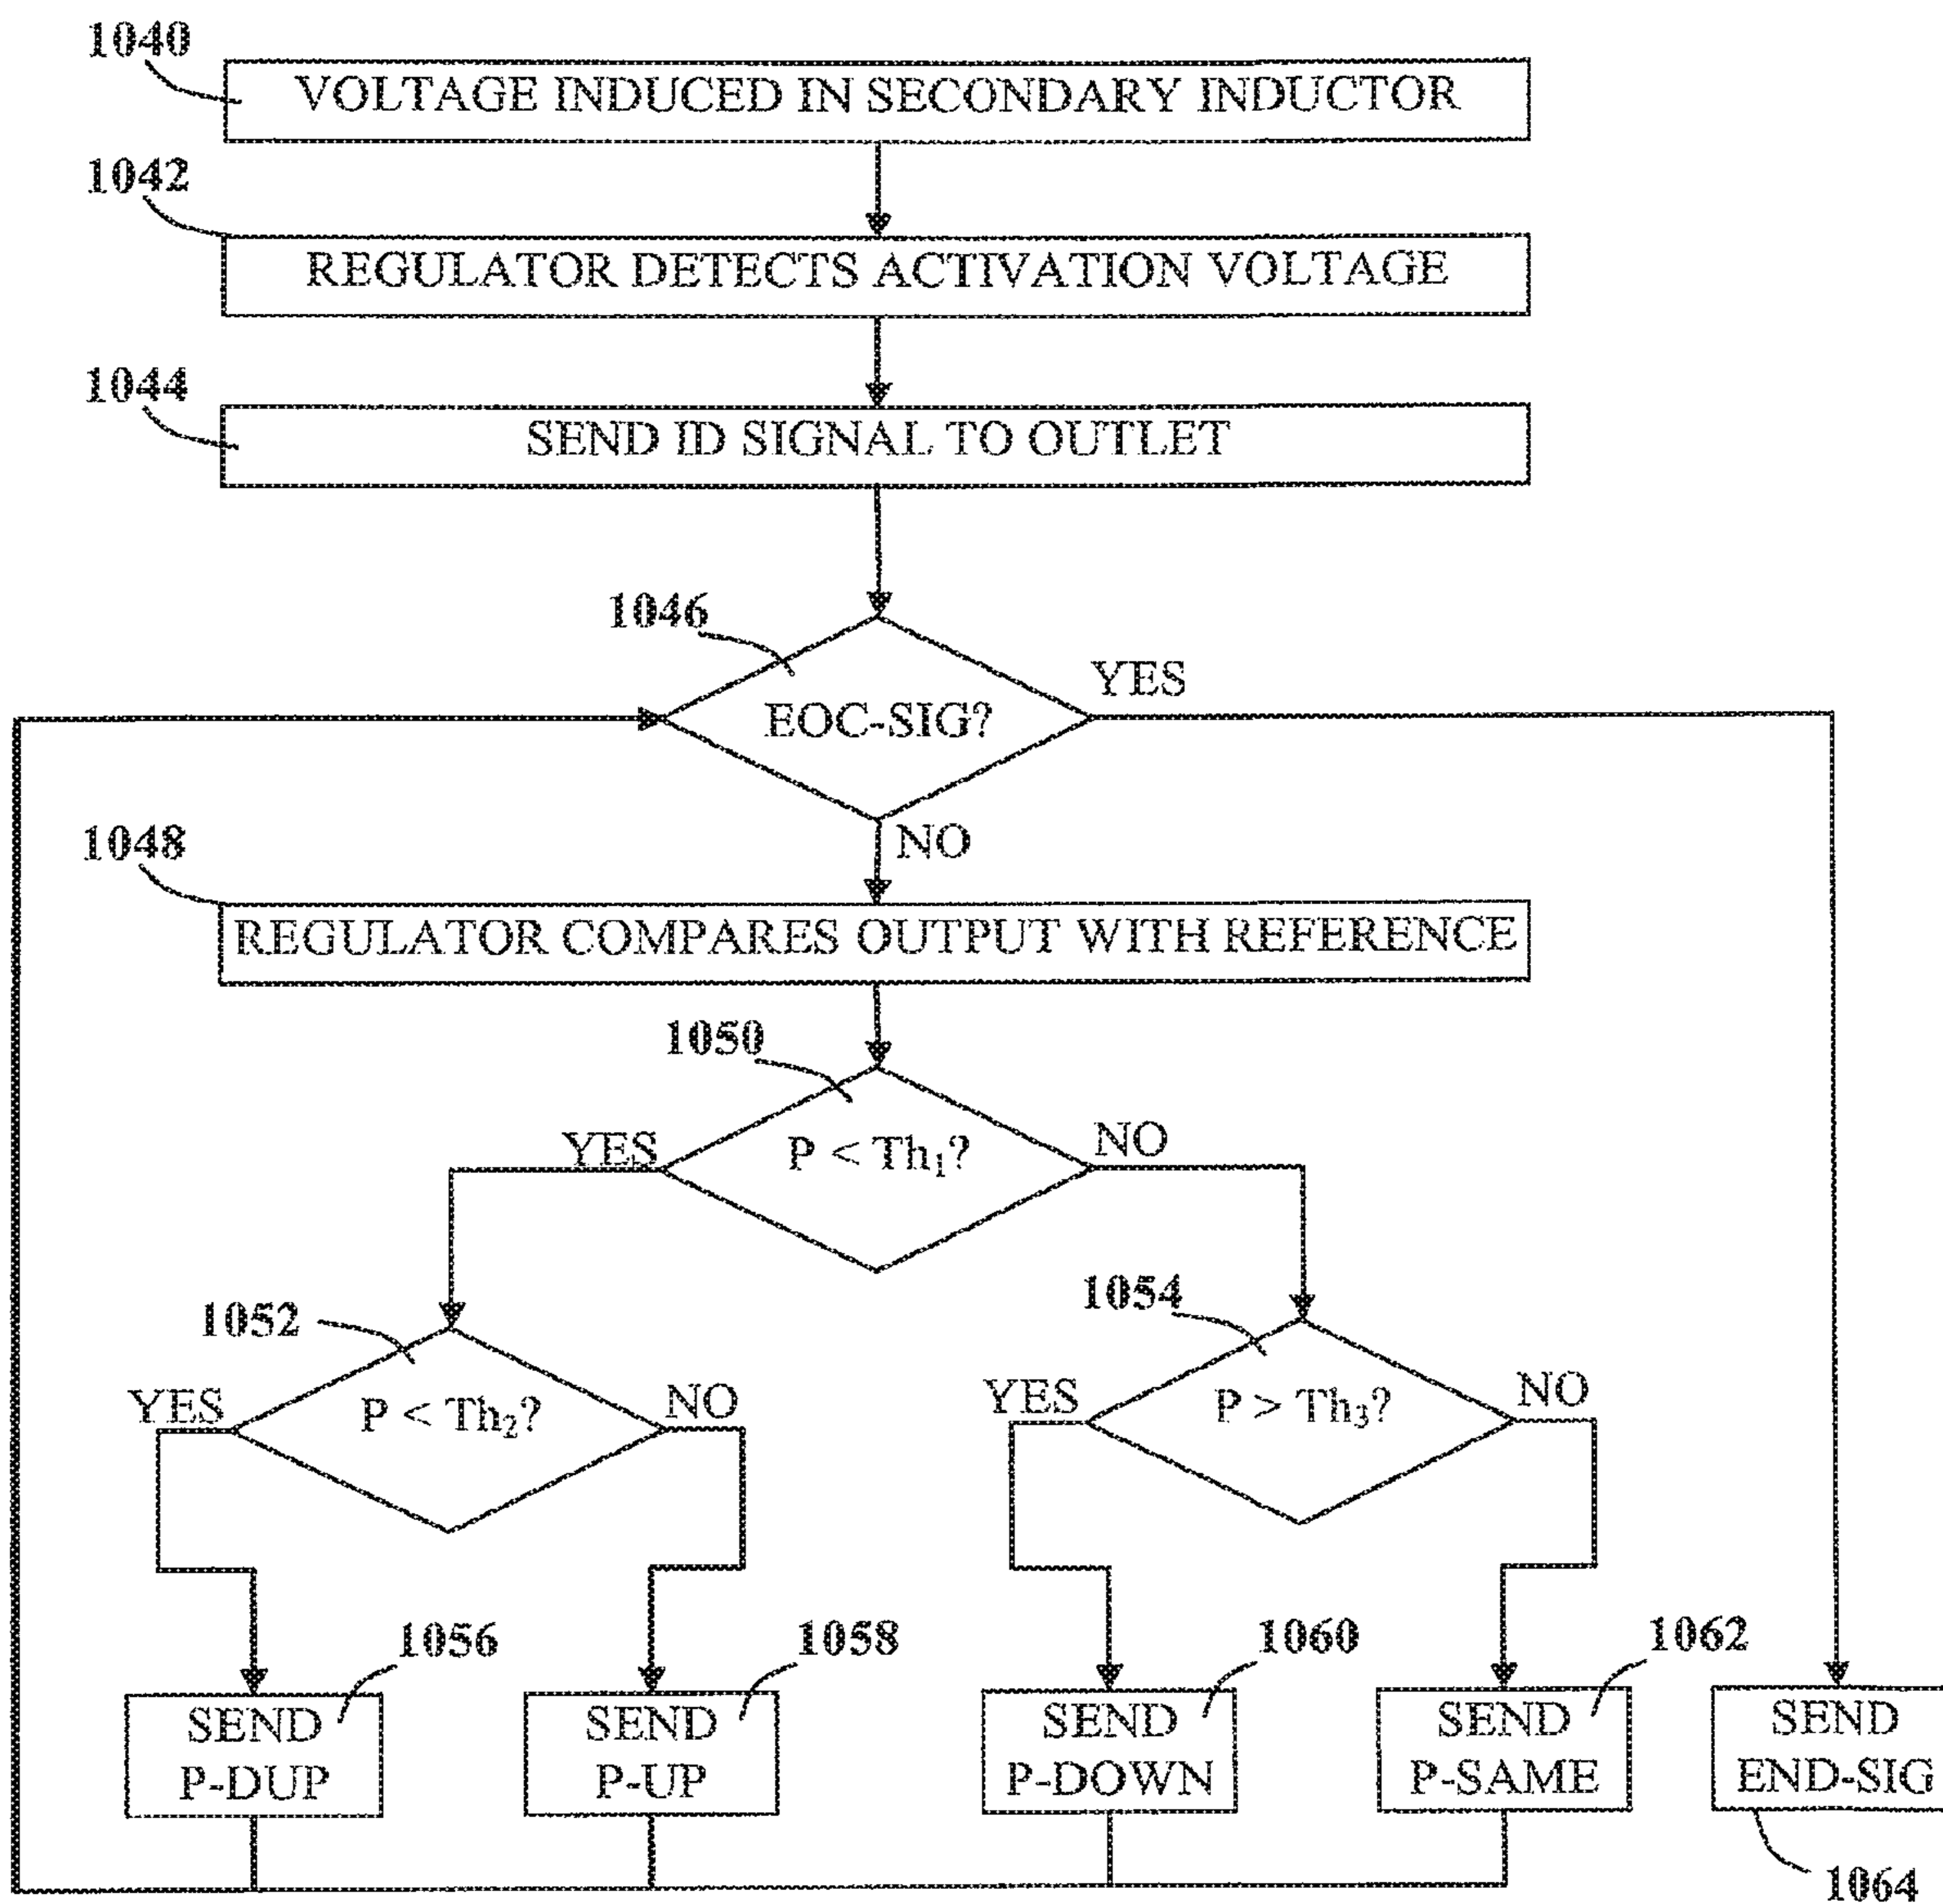 1040
VOLTAGE INDUCED IN SECONDARY INDUCTOR
1042
REGULATOR DETECTS ACTIVATION VOLTAGE
1044
SEND ID SIGNAL TO OUTLET
1046
EOC-SIG?
YES
NO
1048
REGULATOR COMPARES OUTPUT WITH REFERENCE
1050
P < Th₁?
YES
NO
1052
P < Th₂?
YES
NO
1054
P > Th₃?
YES
NO
1056
SEND
P-DUP
1058
SEND
P-UP
1060
SEND
P-DOWN
1062
SEND
P-SAME
SEND
END-SIG
1064